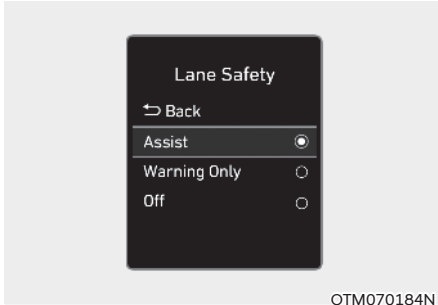 Lane Safety
Back
Assist
Warning Only
Off
OTM070184N